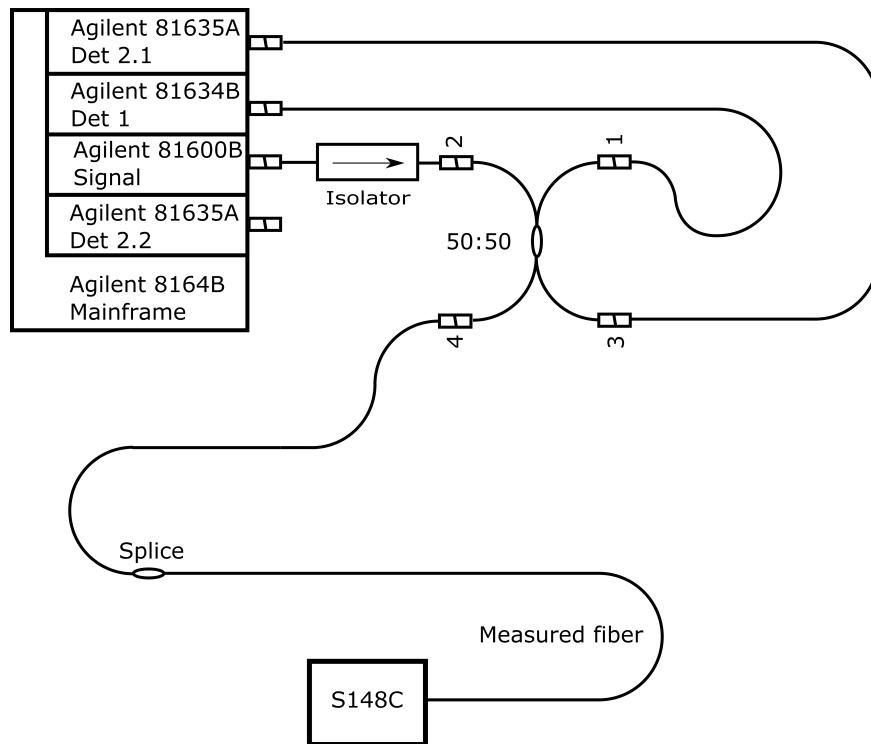 Agilent 81635A
Det 2.1
Agilent 81634B
Det 1
Agilent 81600B
Signal
Agilent 81635A
Det 2.2
Agilent 8164B
Mainframe
Isolator
2
1
50:50
4
3
Splice
Measured fiber
S148C